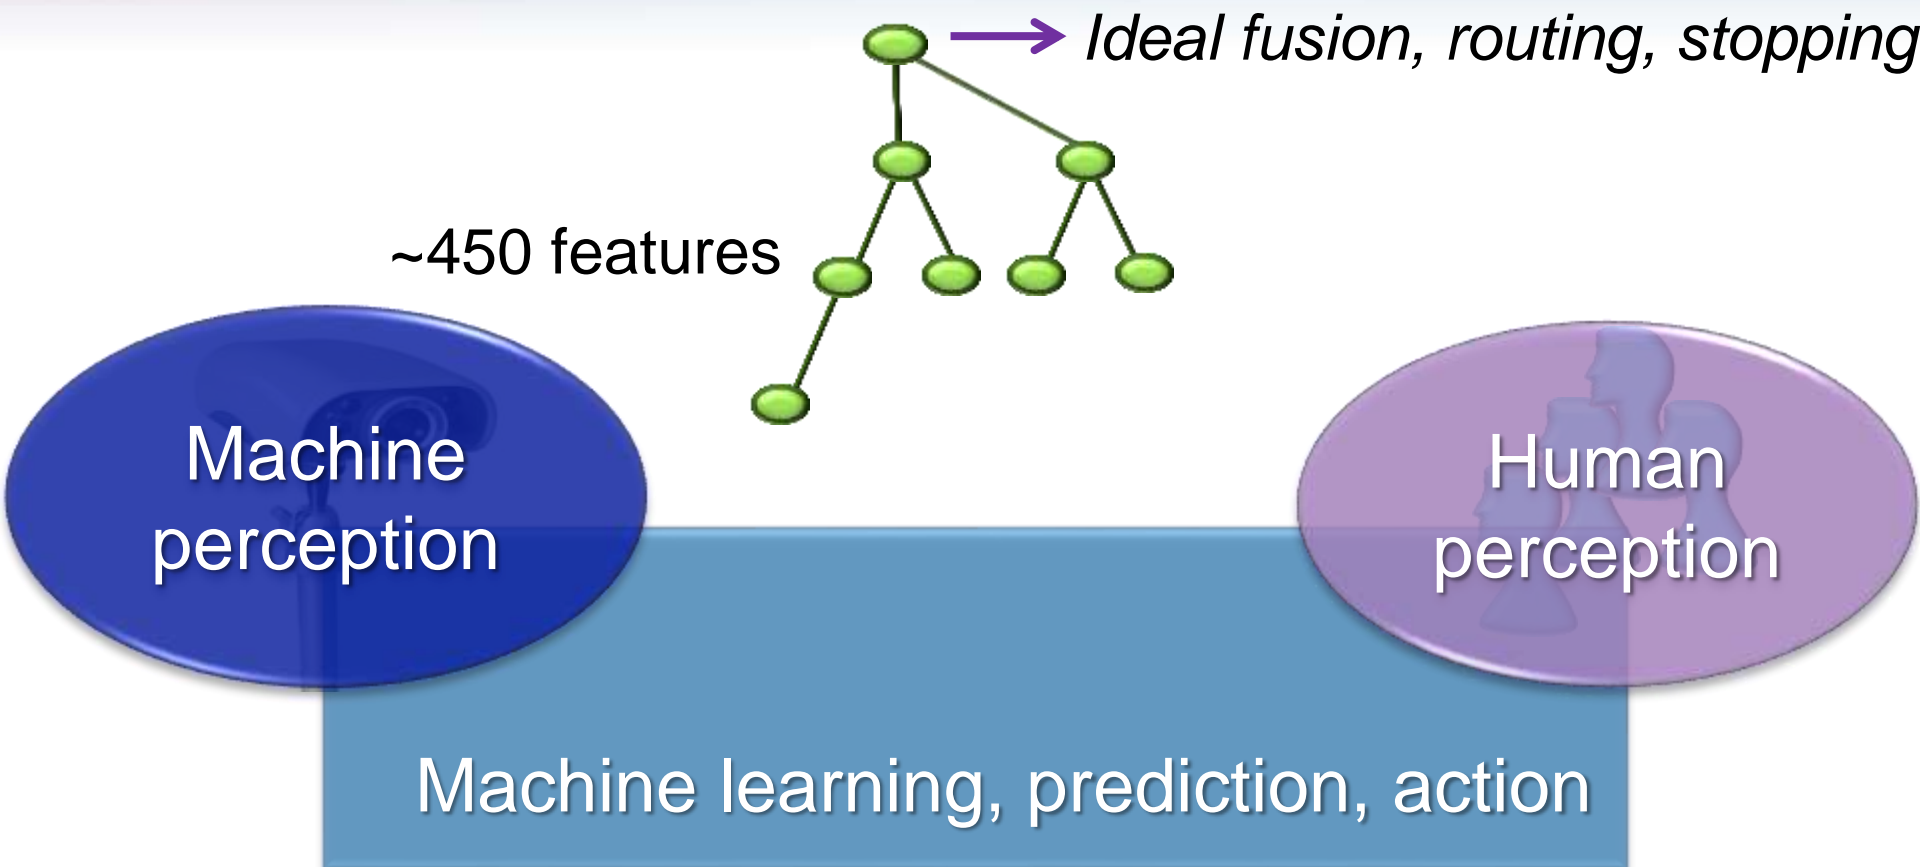 Ideal fusion, routing, stopping
~450 features
Machine
perception
Human
perception
Machine learning, prediction, action